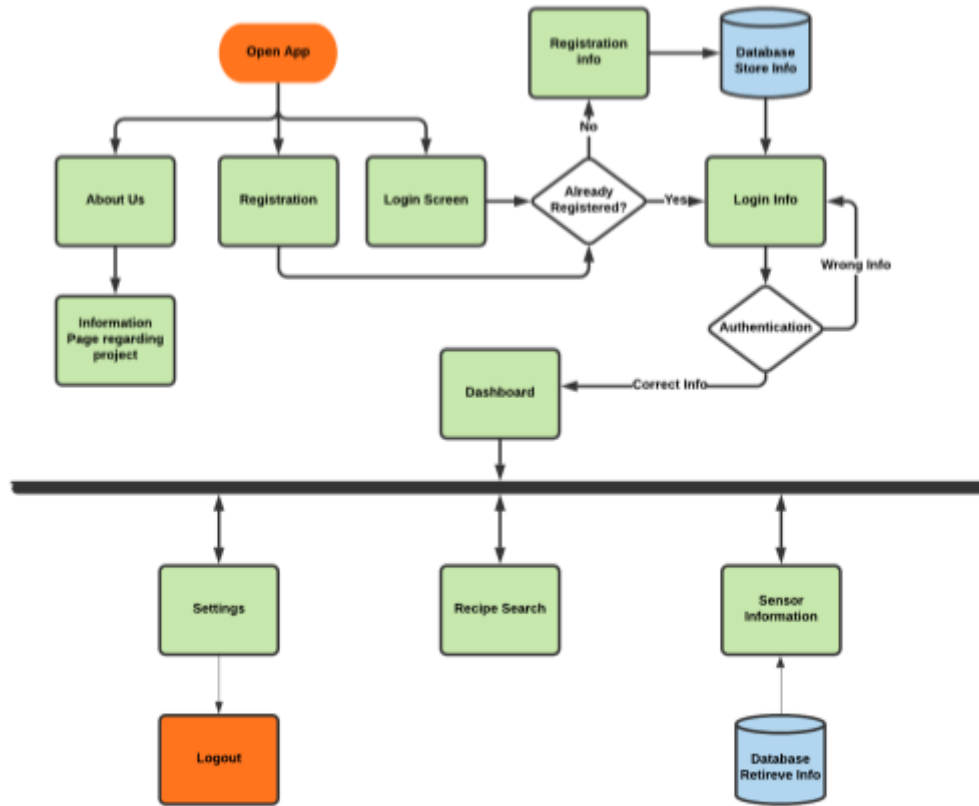 Open App
Registration
info
Database
Store Info
No
About Us
Registration
Login Screen
Already
Registered?
Yes
Login Info
Wrong Info
Information
Page regarding
project
Authentication
Dashboard
Correct Info
Settings
Recipe Search
Sensor
Information
Logout
Database
Retireve Info